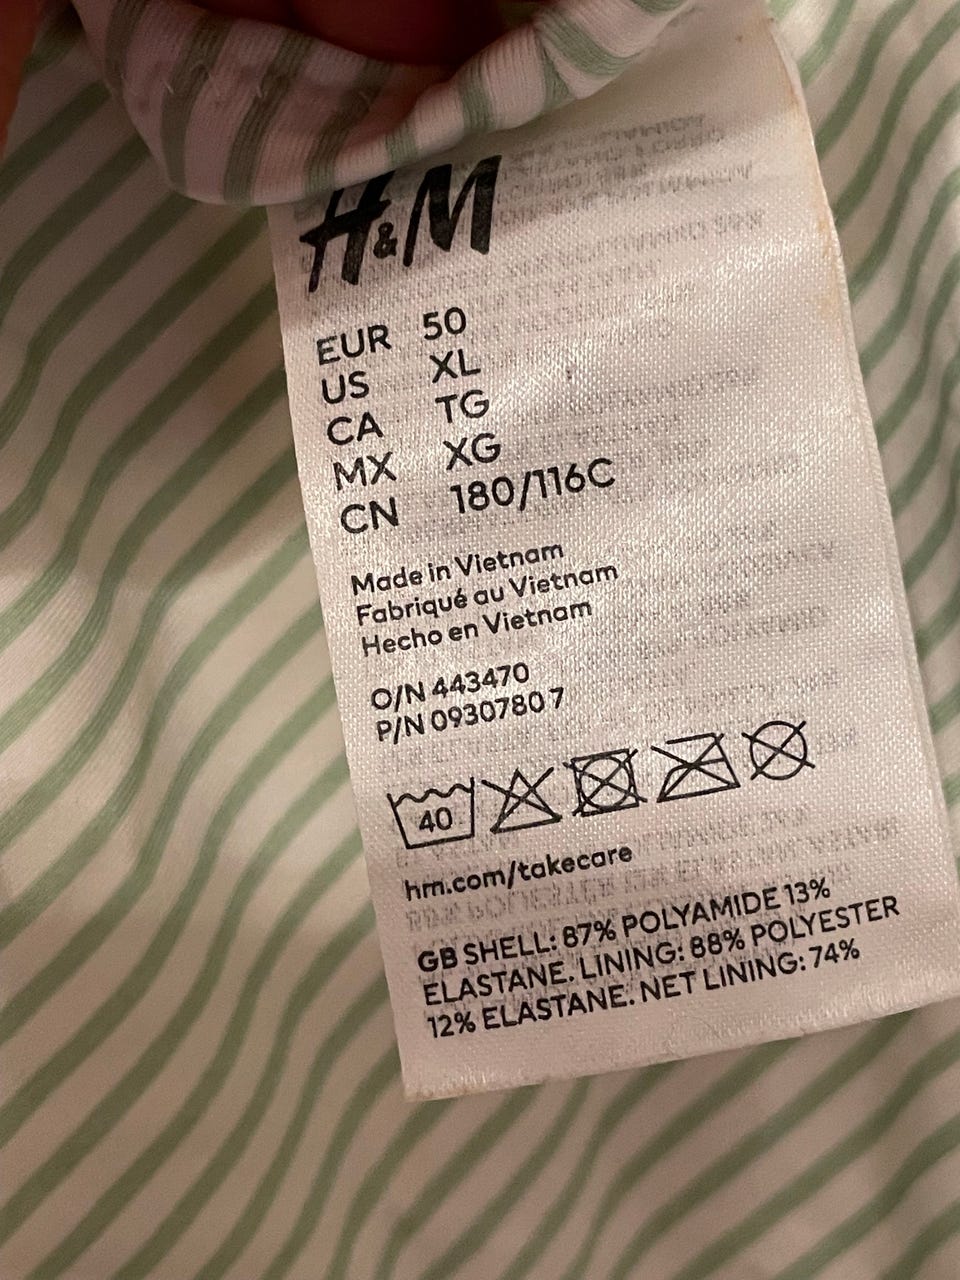 H&M
EUR 50
US XL
CA TG
MX XG
CN 180/116C
Made in Vietnam
Fabriqué au Vietnam
Hecho en Vietnam
O/N 443470
P/N 0930780 7
40
hm.com/takecare
GB SHELL: 87% POLYAMIDE 13%
ELASTANE. LINING: 88% POLYESTER
12% ELASTANE. NET LINING: 74%